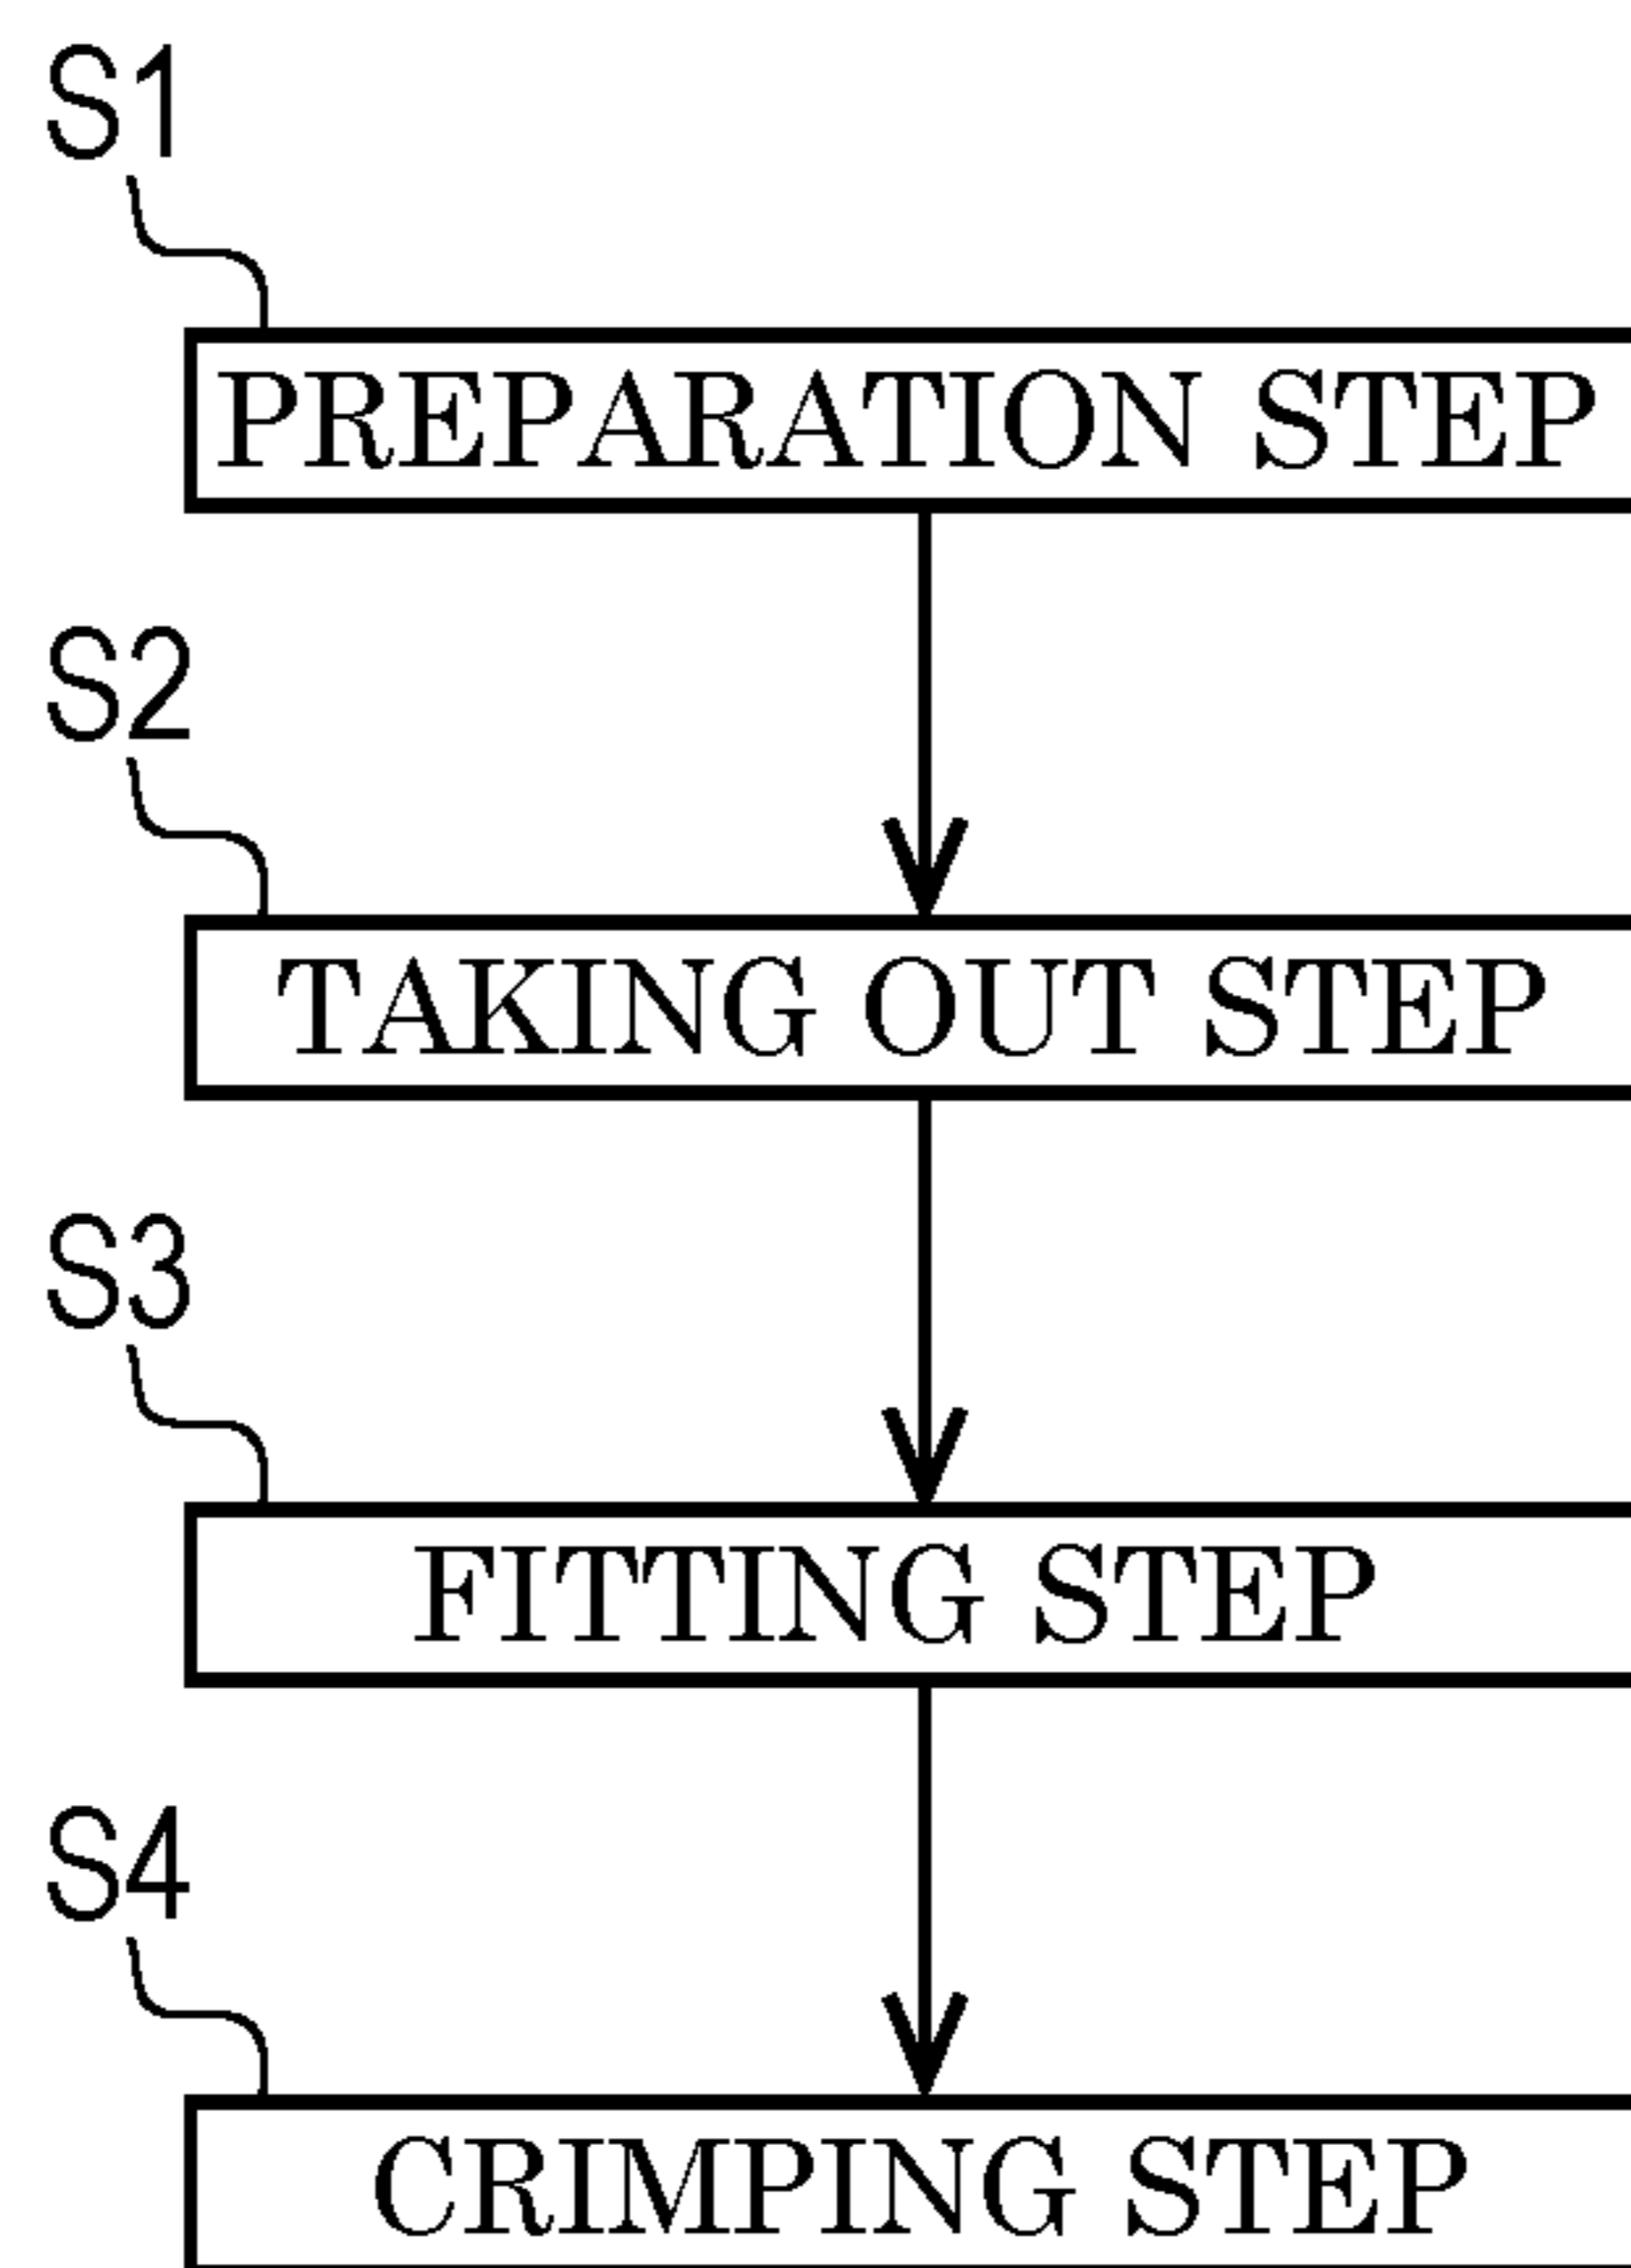 S1
PREPARATION STEP
S2
TAKING OUT STEP
S3
FITTING STEP
S4
CRIMPING STEP